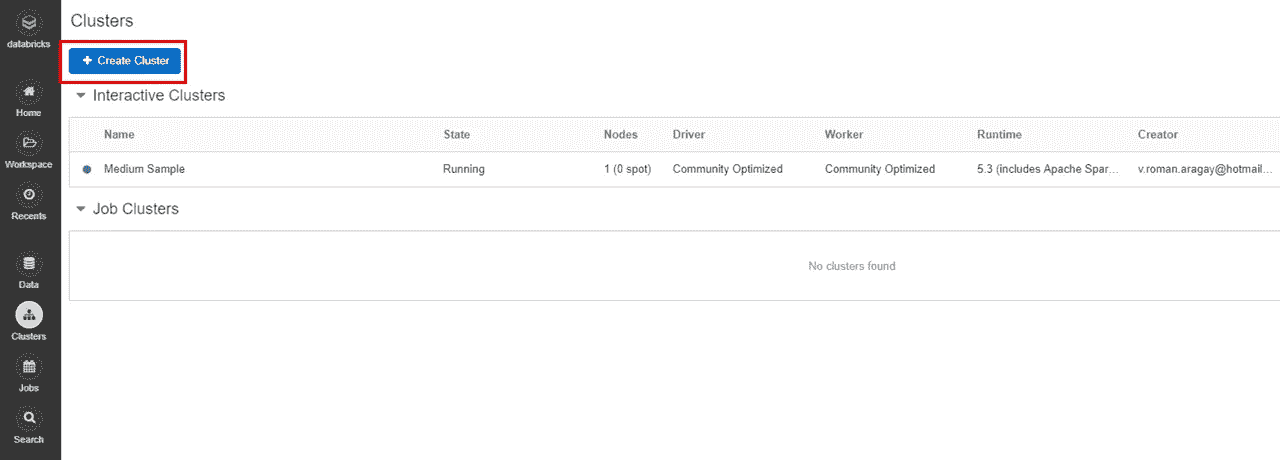 databricks
Home
Workspace
Recents
Data
Clusters
Jobs
Search
Clusters
Create Cluster
Interactive Clusters
Name State Nodes Driver Worker Runtime Creator
Medium Sample Running 1 (0 spot) Community Optimized Community Optimized 5.3 (includes Apache Spar... v.roman.aragay@hotmail...
Job Clusters
No clusters found